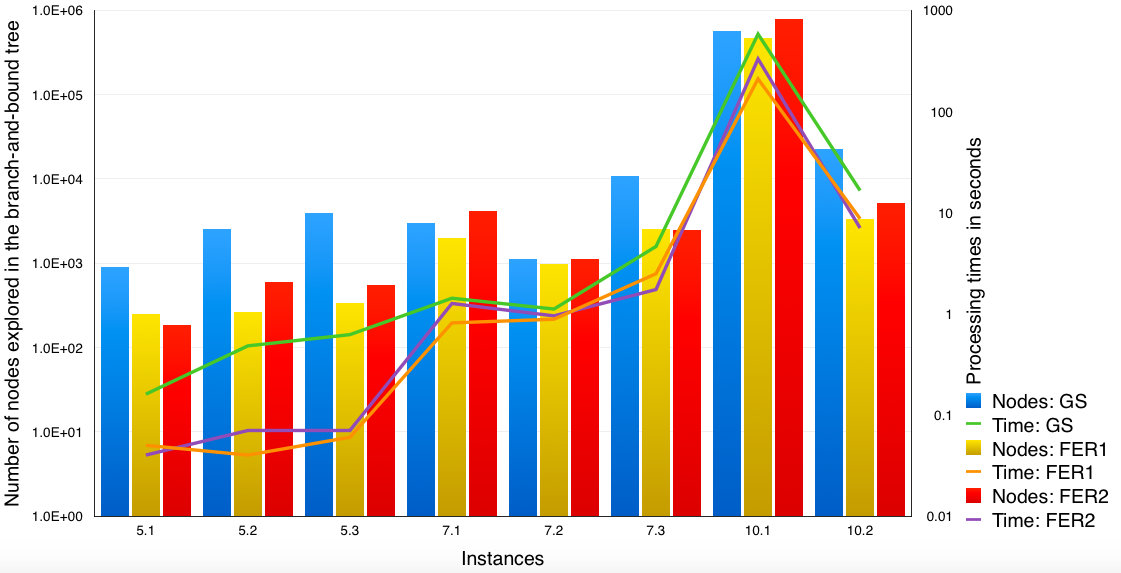 Number of nodes explored in the branch-and-bound tree
1.0E+06
1.0E+05
1.0E+04
1.0E+03
1.0E+02
1.0E+01
1.0E+00
5.1
5.2
5.3
7.1
7.2
7.3
10.1
10.2
Instances
1000
100
10
1
0.1
0.01
Processing times in seconds
Nodes: GS
Time: GS
Nodes: FER1
Time: FER1
Nodes: FER2
Time: FER2